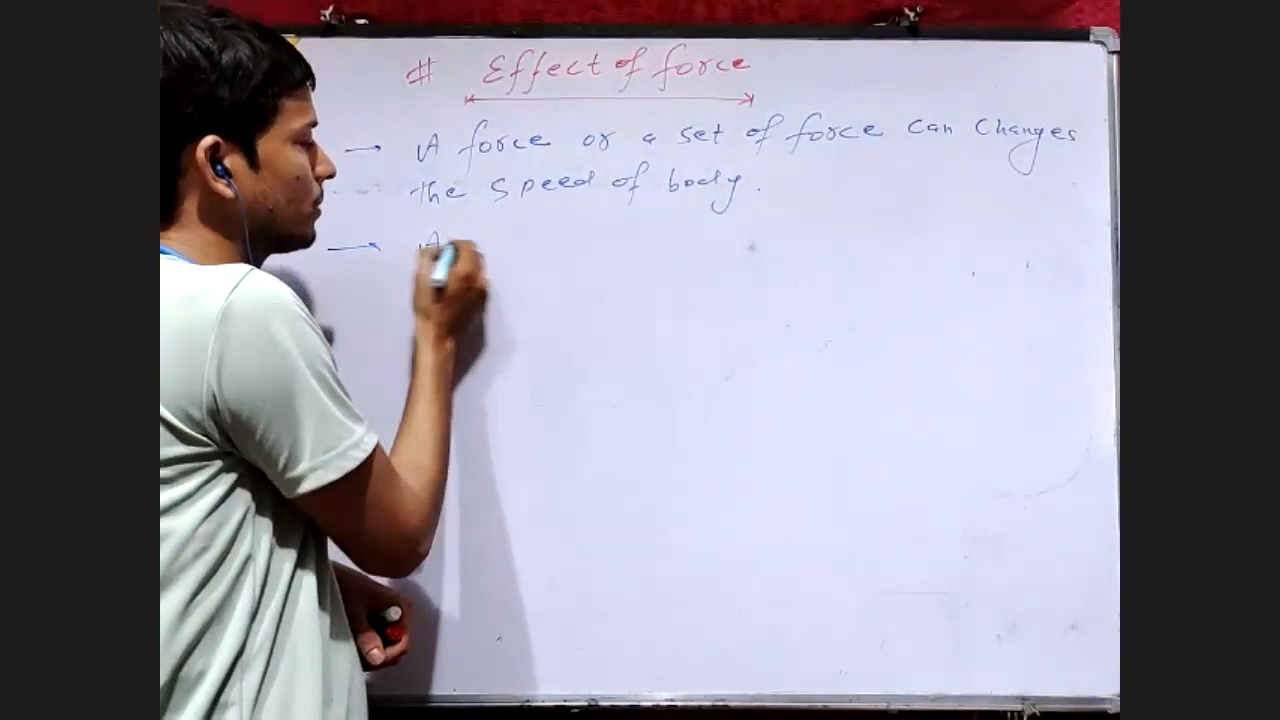 # Effect of force
→ A force or a set of force can changes
the speed of body.
→ A